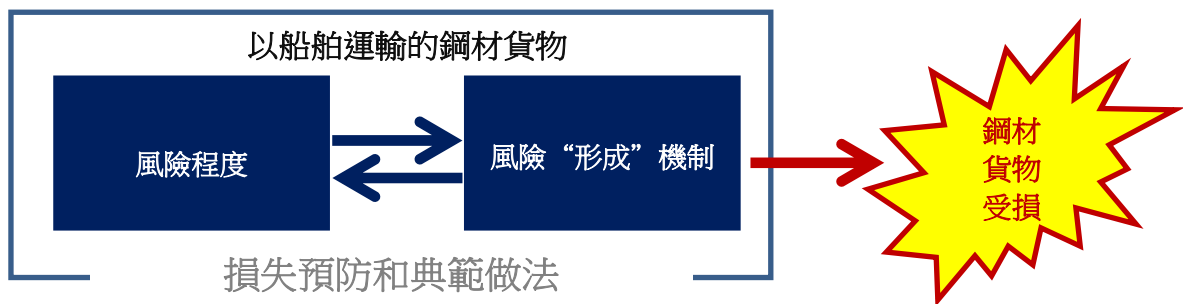 以船舶運輸的鋼材貨物
風險程度
風險“形成”機制
鋼材
貨物
受損
損失預防和典範做法